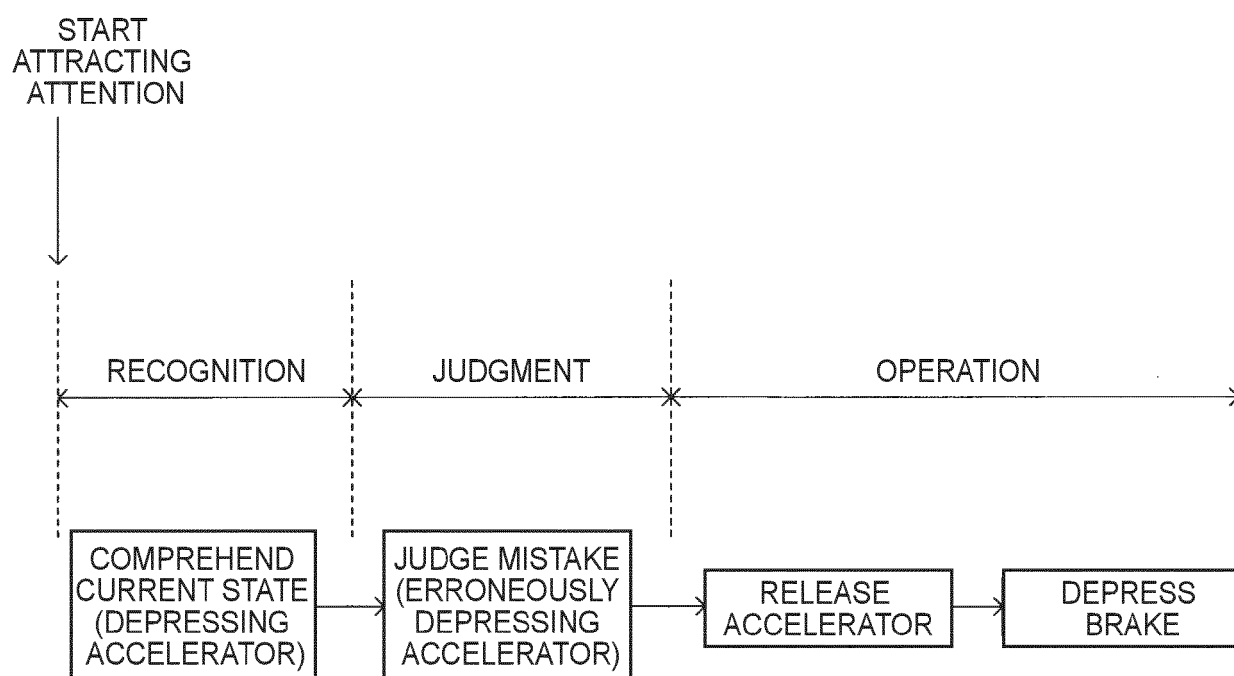 START
ATTRACTING
ATTENTION
RECOGNITION
JUDGMENT
OPERATION
COMPREHEND
CURRENT STATE
(DEPRESSING
ACCELERATOR)
JUDGE MISTAKE
(ERRONEOUSLY
DEPRESSING
ACCELERATOR)
RELEASE
ACCELERATOR
DEPRESS
BRAKE